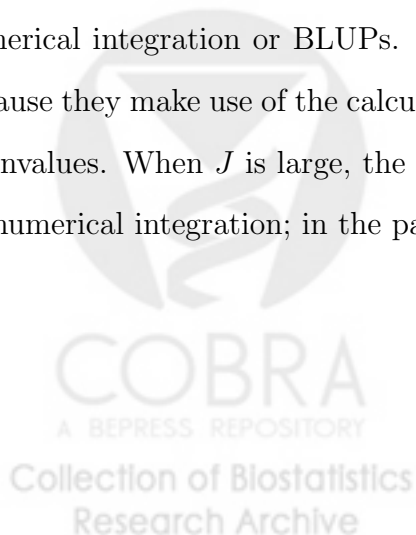 nerical integration or BLUPs.
ause they make use of the calcu
nvalues. When J is large, the
numerical integration; in the pa
COBRA
A BEPRESS REPOSITORY
Collection of Biostatistics
Research Archive